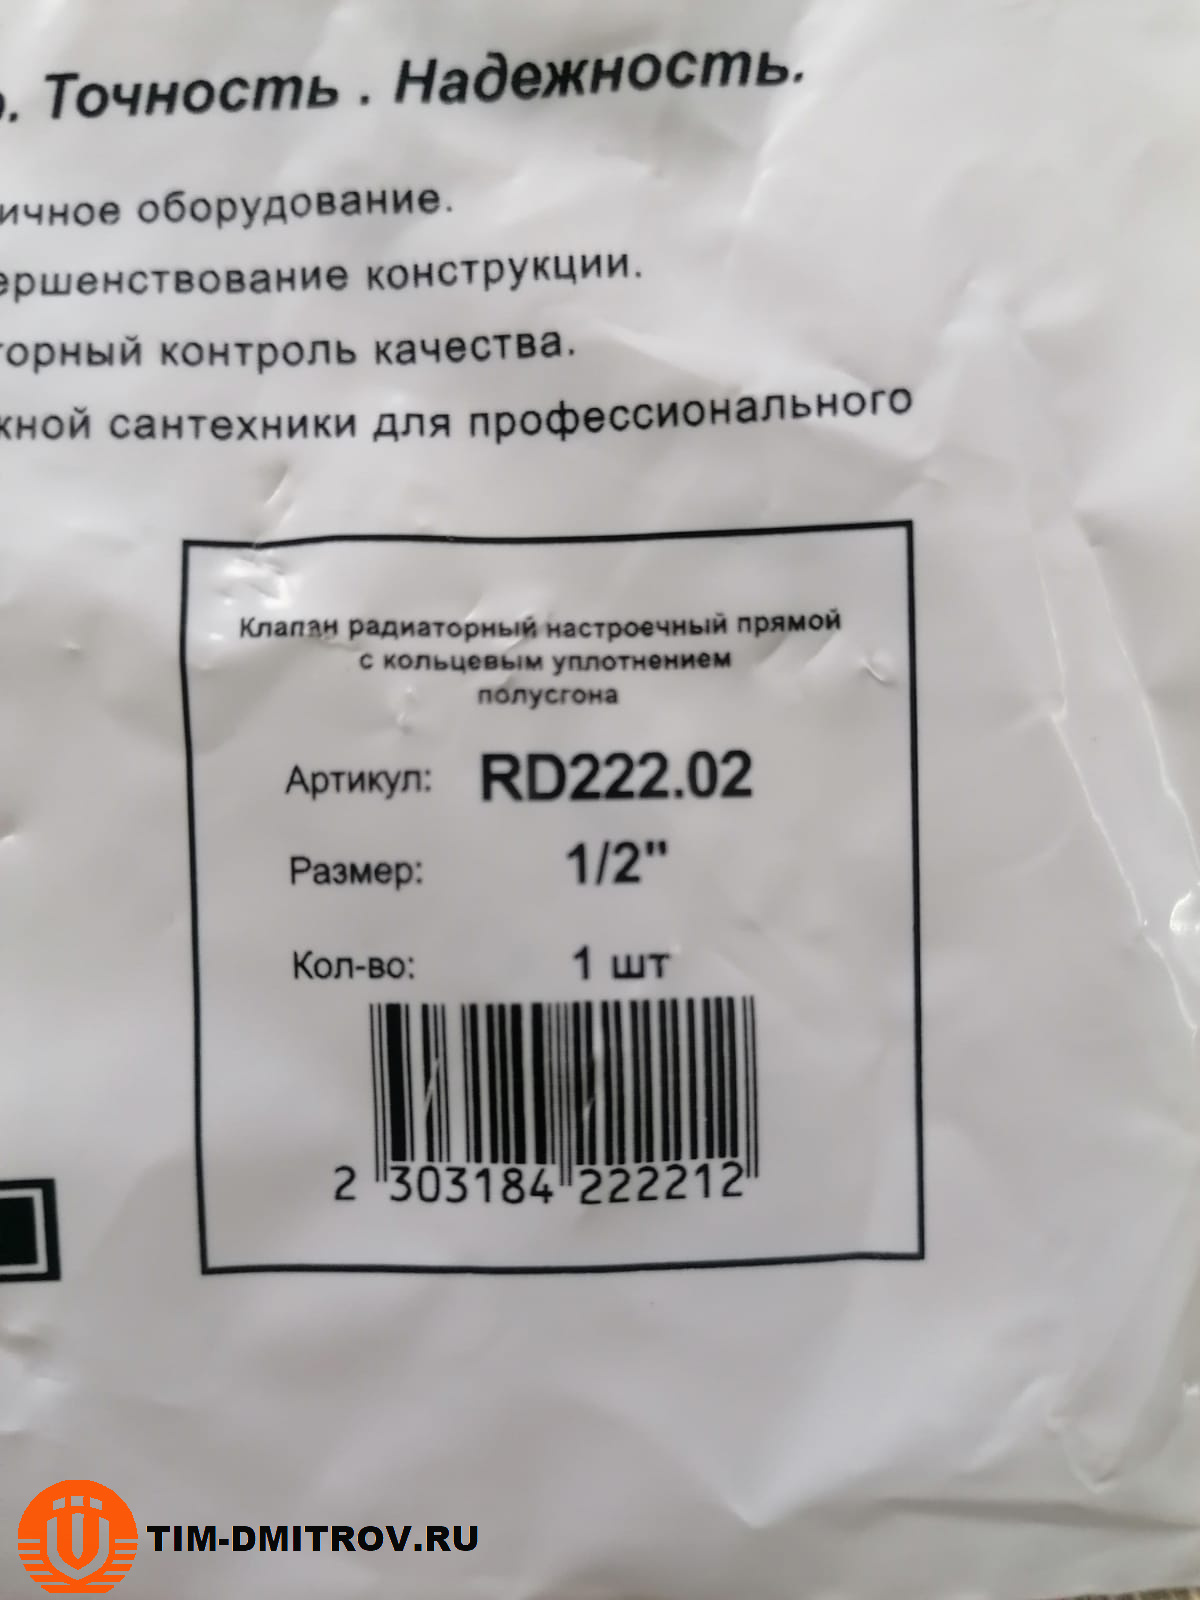 . Точность . Надежность.
ичное оборудование.
ершенствование конструкции.
торный контроль качества.
жной сантехники для профессионального
Клапан радиаторный настроечный прямой
с кольцевым уплотнением
полусгона
Артикул: RD222.02
Размер: 1/2"
Кол-во: 1 шт
2 303184 222212
TIM-DMITROV.RU